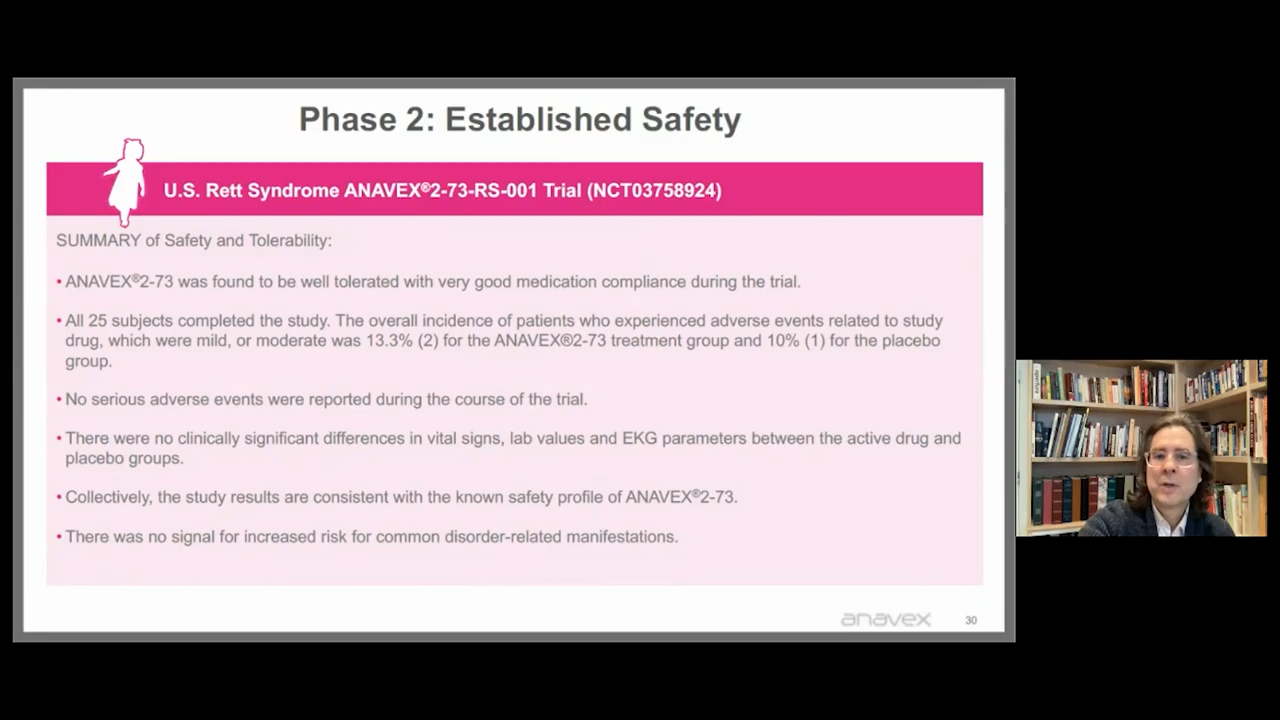 Phase 2: Established Safety
U.S. Rett Syndrome ANAVEX®2-73-RS-001 Trial (NCT03758924)
SUMMARY of Safety and Tolerability:
• ANAVEX®2-73 was found to be well tolerated with very good medication compliance during the trial.
• All 25 subjects completed the study. The overall incidence of patients who experienced adverse events related to study
drug, which were mild, or moderate was 13.3% (2) for the ANAVEX®2-73 treatment group and 10% (1) for the placebo
group.
• No serious adverse events were reported during the course of the trial.
• There were no clinically significant differences in vital signs, lab values and EKG parameters between the active drug and
placebo groups.
• Collectively, the study results are consistent with the known safety profile of ANAVEX®2-73.
• There was no signal for increased risk for common disorder-related manifestations.
anavex
30